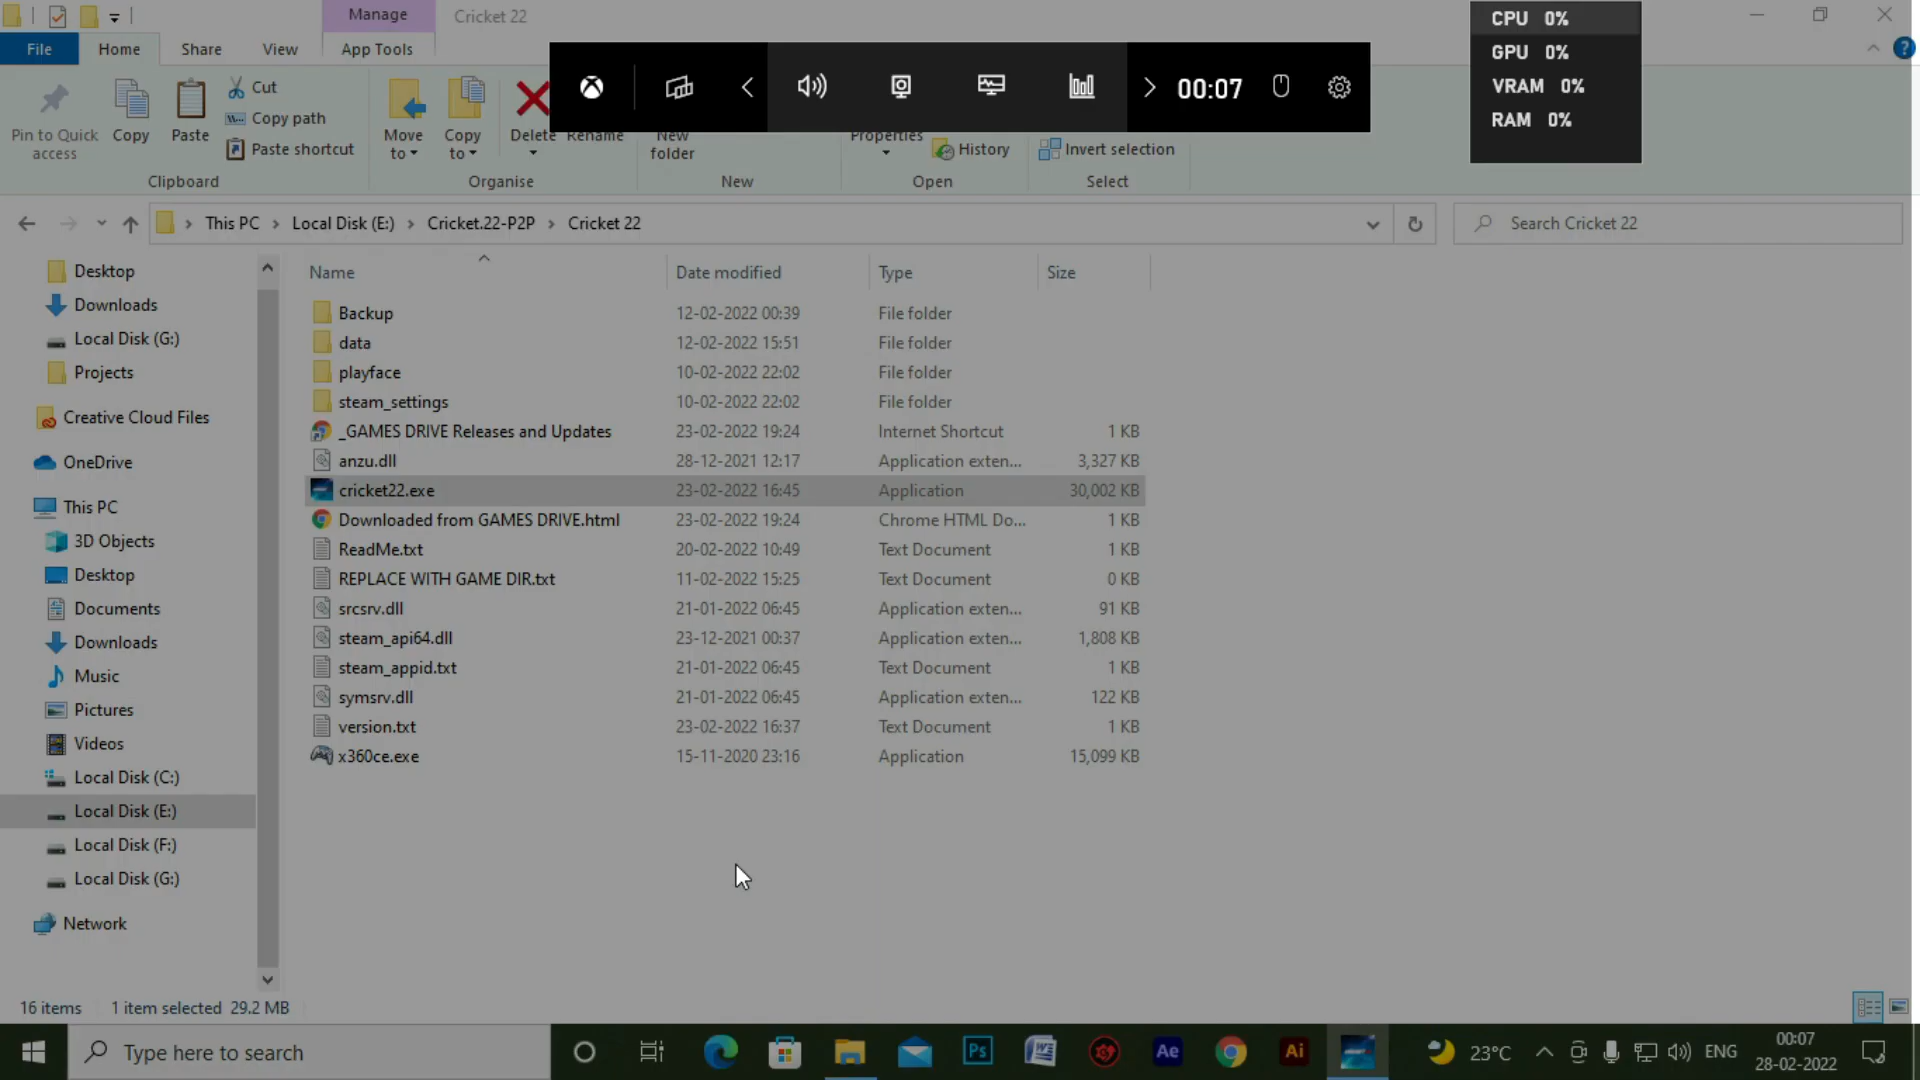 Manage
Cricket 22
CPU 0%
GPU 0%
VRAM 0%
RAM 0%
File
Home
Share
View
App Tools
00:07
Pin to Quick access
Copy
Paste
Cut
Copy path
Paste shortcut
Move to
Copy to
Delete
Rename
New folder
Properties
History
Invert selection
Clipboard
Organise
New
Open
Select
This PC
Local Disk (E:)
Cricket.22-P2P
Cricket 22
Search Cricket 22
Desktop
Downloads
Local Disk (G:)
Projects
Creative Cloud Files
OneDrive
This PC
3D Objects
Desktop
Documents
Downloads
Music
Pictures
Videos
Local Disk (C:)
Local Disk (E:)
Local Disk (F:)
Local Disk (G:)
Network
Name Date modified Type Size
Backup 12-02-2022 00:39 File folder
data 12-02-2022 15:51 File folder
playface 10-02-2022 22:02 File folder
steam_settings 10-02-2022 22:02 File folder
_GAMES DRIVE Releases and Updates 23-02-2022 19:24 Internet Shortcut 1 KB
anzu.dll 28-12-2021 12:17 Application exten... 3,327 KB
cricket22.exe 23-02-2022 16:45 Application 30,002 KB
Downloaded from GAMES DRIVE.html 23-02-2022 19:24 Chrome HTML Do... 1 KB
ReadMe.txt 20-02-2022 10:49 Text Document 1 KB
REPLACE WITH GAME DIR.txt 11-02-2022 15:25 Text Document 0 KB
srcsrv.dll 21-01-2022 06:45 Application exten... 91 KB
steam_api64.dll 23-12-2021 00:37 Application exten... 1,808 KB
steam_appid.txt 21-01-2022 06:45 Text Document 1 KB
symsrv.dll 21-01-2022 06:45 Application exten... 122 KB
version.txt 23-02-2022 16:37 Text Document 1 KB
x360ce.exe 15-11-2020 23:16 Application 15,099 KB
16 items 1 item selected 29.2 MB
Type here to search
Ps
Ae
Ai
23°C
ENG
00:07
28-02-2022